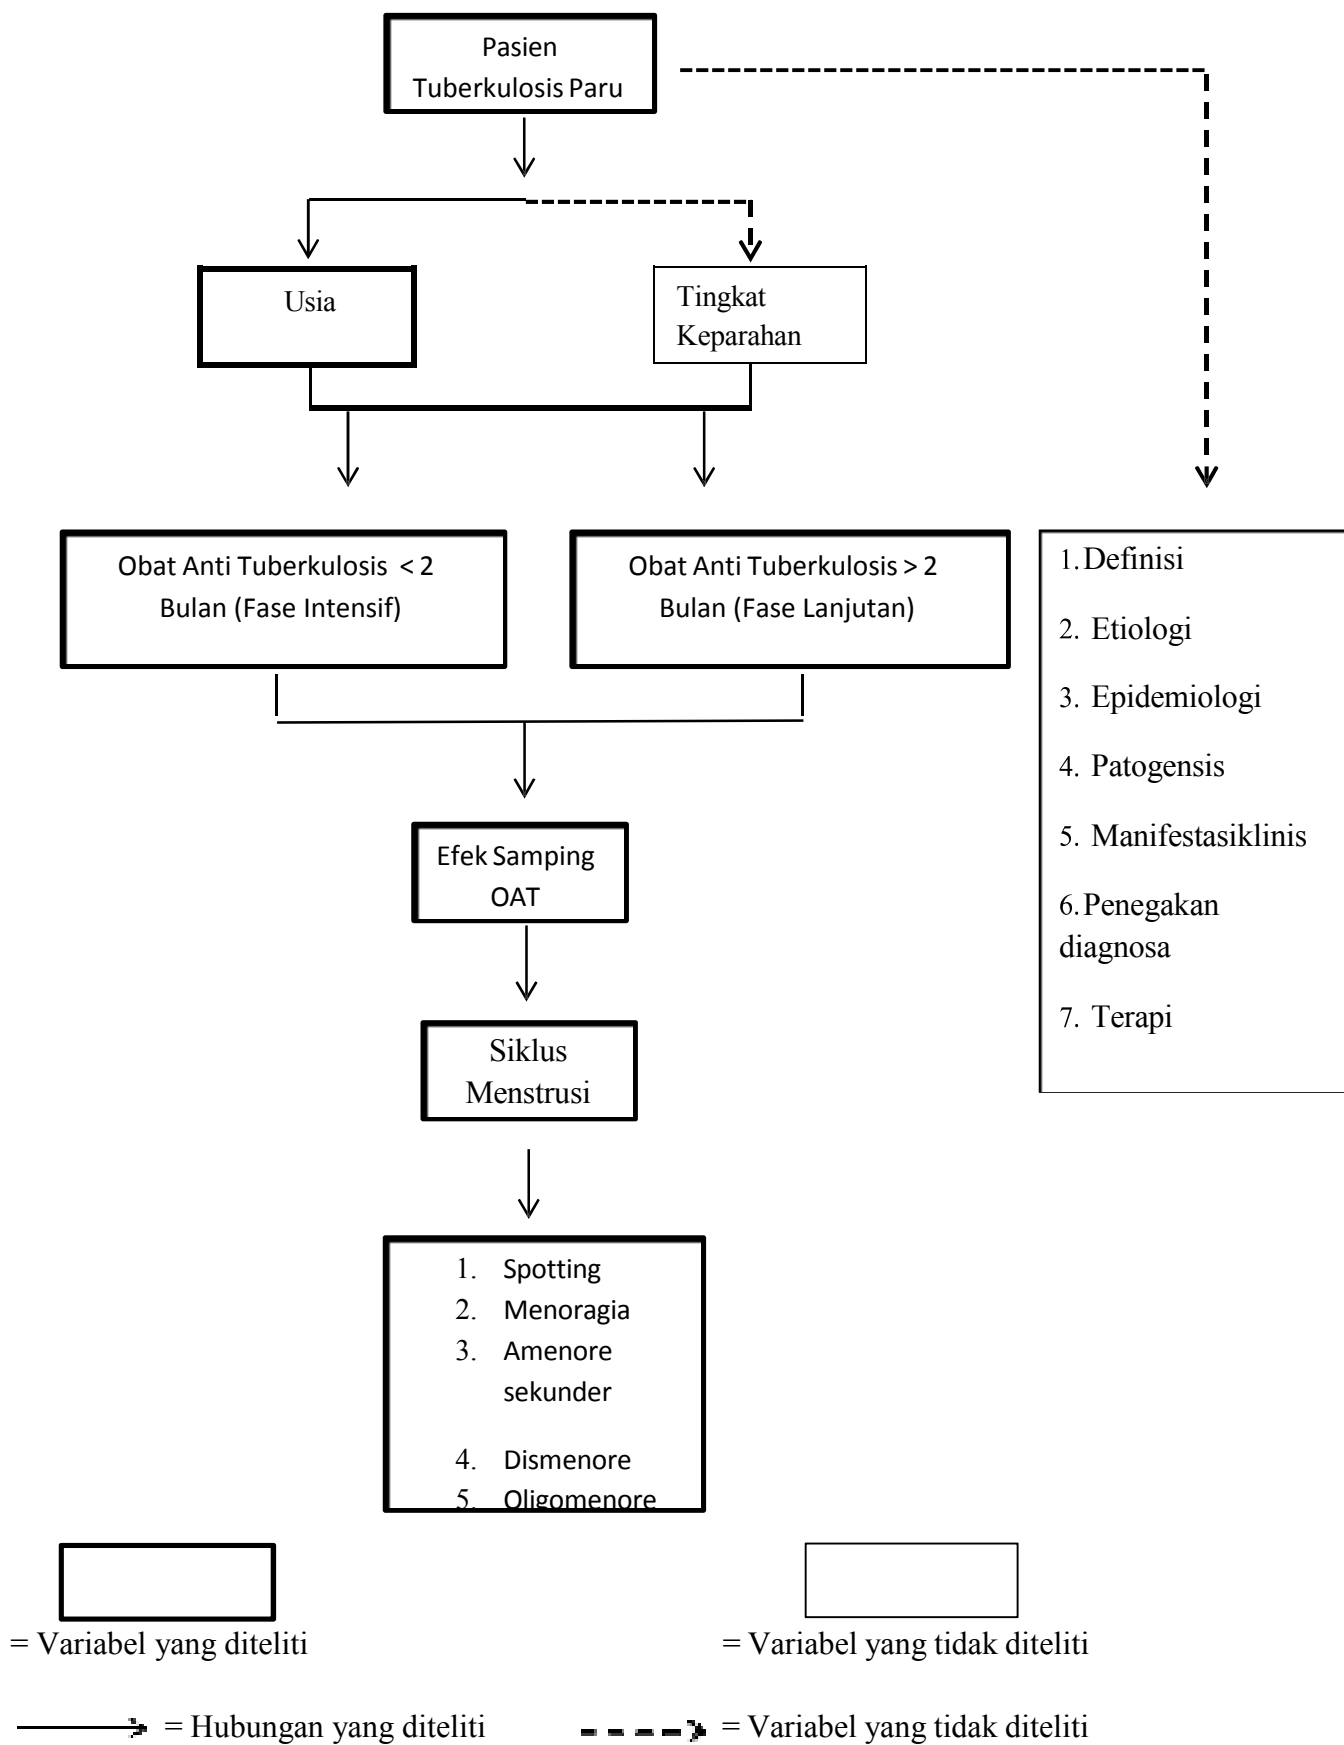 Pasien
Tuberkulosis Paru
Usia
Tingkat
Keparahan
Obat Anti Tuberkulosis < 2
Bulan (Fase Intensif)
Obat Anti Tuberkulosis > 2
Bulan (Fase Lanjutan)
1. Definisi
2. Etiologi
3. Epidemiologi
4. Patogensis
5. Manifestasiklinis
6. Penegakan
diagnosa
7. Terapi
Efek Samping
OAT
Siklus
Menstrusi
1. Spotting
2. Menoragia
3. Amenore
sekunder
4. Dismenore
5. Oligomenore
= Variabel yang diteliti
= Variabel yang tidak diteliti
= Hubungan yang diteliti
= Variabel yang tidak diteliti